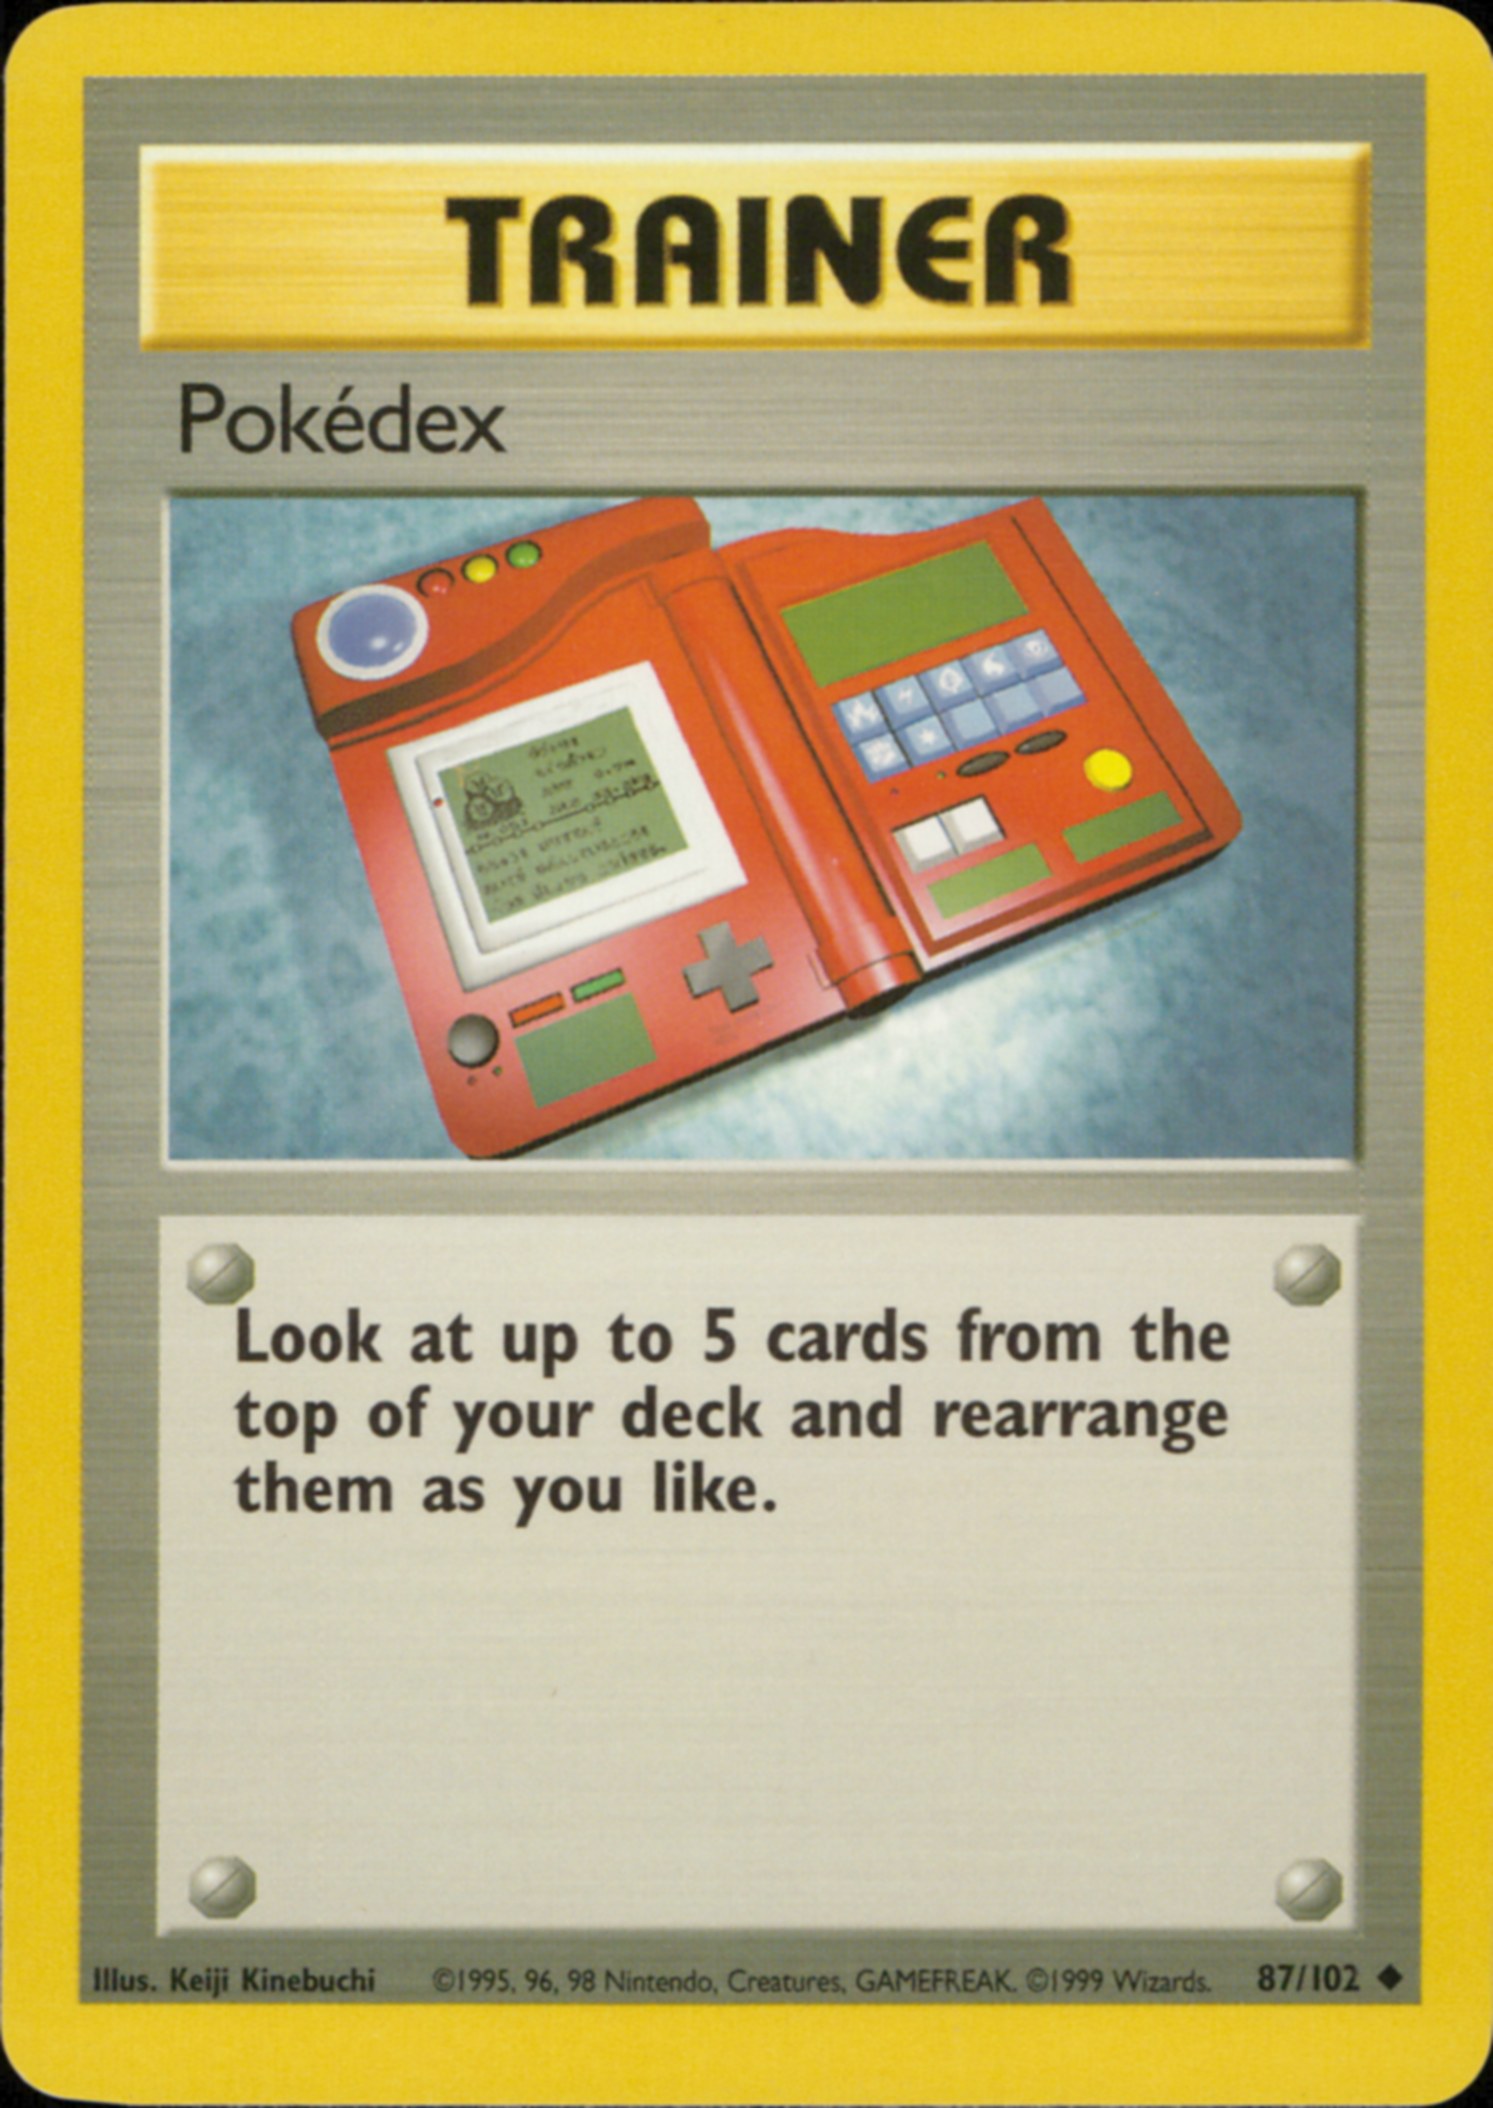 TRAINER
Pokédex
Look at up to 5 cards from the
top of your deck and rearrange
them as you like.
Illus. Keiji Kinebuchi ©1995, 96, 98 Nintendo, Creatures, GAMEFREAK. ©1999 Wizards. 87/102 ◆